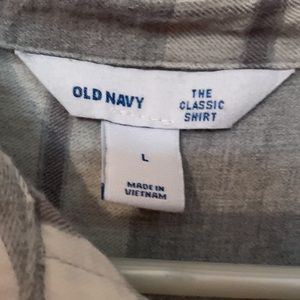 OLD NAVY
THE
CLASSIC
SHIRT
L
MADE IN
VIETNAM